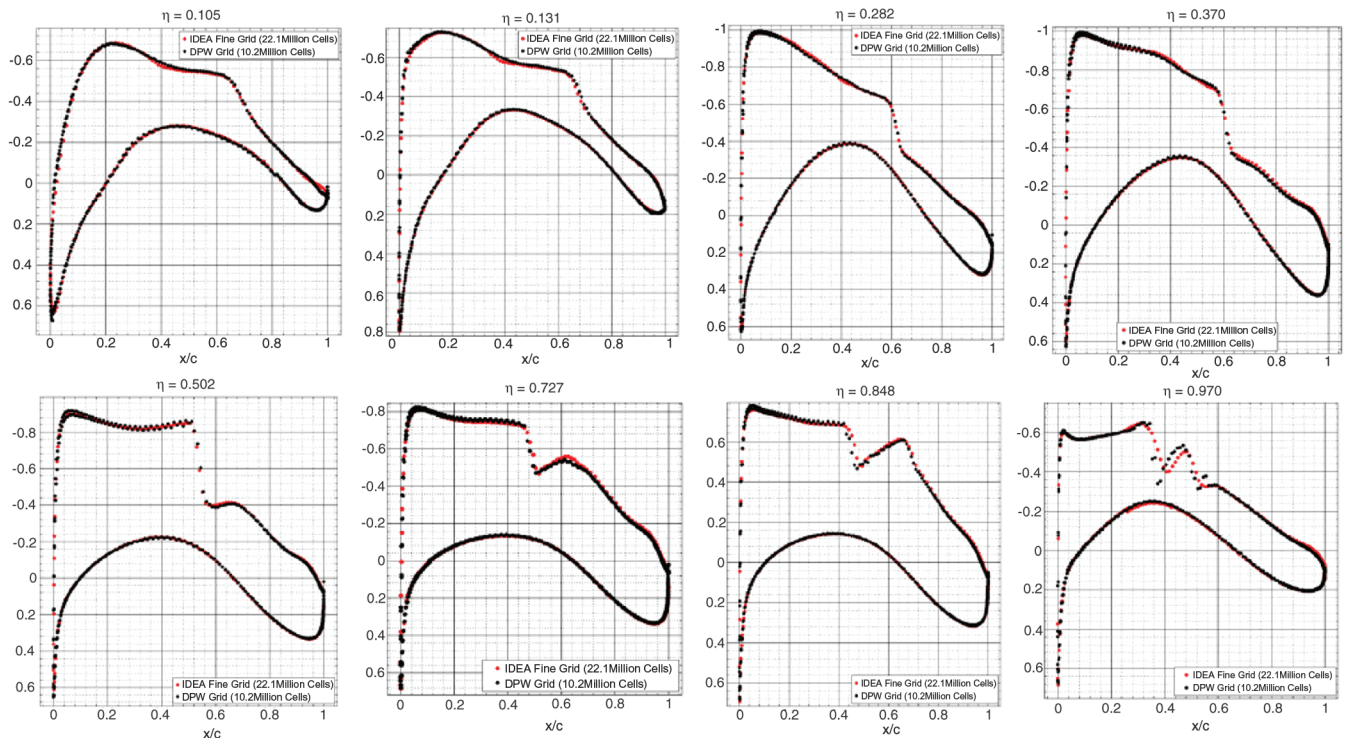 η = 0.105
IDEA Fine Grid (22.1Million Cells)
DPW Grid (10.2Million Cells)
-0.6
-0.4
-0.2
0
0.2
0.4
0.6
0 0.2 0.4 0.6 0.8 1
x/c
η = 0.131
IDEA Fine Grid (22.1Million Cells)
DPW Grid (10.2Million Cells)
-0.6
-0.4
-0.2
0
0.2
0.4
0.6
0.8
0 0.2 0.4 0.6 0.8 1
x/c
η = 0.282
IDEA Fine Grid (22.1Million Cells)
DPW Grid (10.2Million Cells)
-1
-0.8
-0.6
-0.4
-0.2
0
0.2
0.4
0.6
0 0.2 0.4 0.6 0.8 1
x/c
η = 0.370
-1
-0.8
-0.6
-0.4
-0.2
0
0.2
0.4
0.6
IDEA Fine Grid (22.1Million Cells)
DPW Grid (10.2Million Cells)
0 0.2 0.4 0.6 0.8 1
x/c
η = 0.502
-0.8
-0.6
-0.4
-0.2
0
0.2
0.4
0.6
IDEA Fine Grid (22.1Million Cells)
DPW Grid (10.2Million Cells)
0 0.2 0.4 0.6 0.8 1
x/c
η = 0.727
-0.8
-0.6
-0.4
-0.2
0
0.2
0.4
0.6
IDEA Fine Grid (22.1Million Cells)
DPW Grid (10.2Million Cells)
0 0.2 0.4 0.6 0.8 1
x/c
η = 0.848
0.6
-0.4
0.2
0.0
0.2
0.4
0.6
IDEA Fine Grid (22.1Million Cells)
DPW Grid (10.2Million Cells)
0 0.2 0.4 0.6 0.8 1
x/c
η = 0.970
-0.6
-0.4
-0.2
0
0.2
0.4
0.6
IDEA Fine Grid (22.1Million Cells)
DPW Grid (10.2Million Cells)
0 0.2 0.4 0.6 0.8 1
x/c